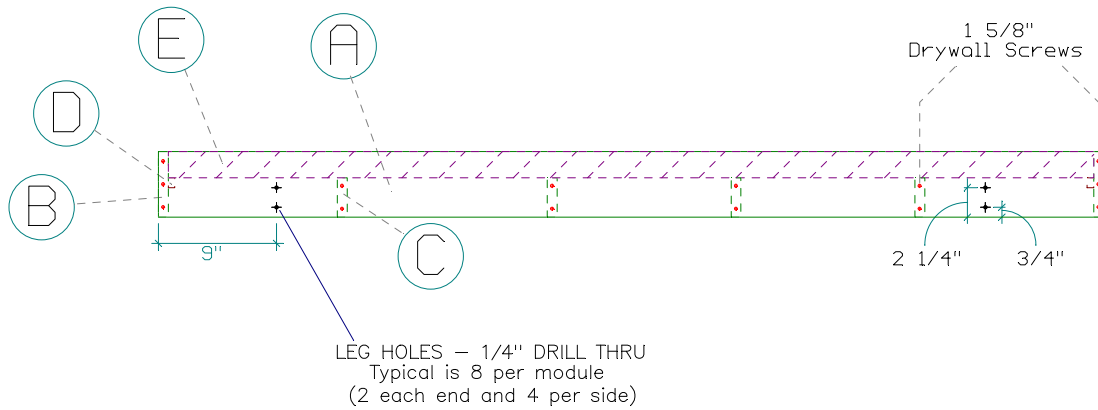 E
A
1 5/8"
Drywall Screws
D
B
C
9"
2 1/4"
3/4"
LEG HOLES - 1/4" DRILL THRU
Typical is 8 per module
(2 each end and 4 per side)